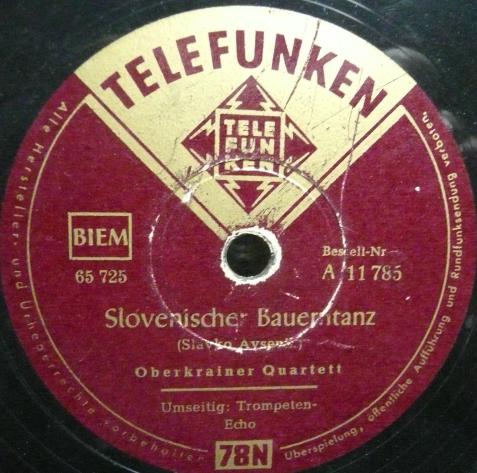 TELEFUNKEN
TELE
FUN
KEN
BIEM
65 725
Bestell-Nr
A 11 785
Slovenischer Bauerntanz
(Slavko Avsenik)
Oberkrainer Quartett
Umseitig: Trompeten-
Echo
78N
Alle Hersteller- und Urheberrechte vorbehalten
Überspielung, öffentliche Aufführung und Rundfunksendung verboten.